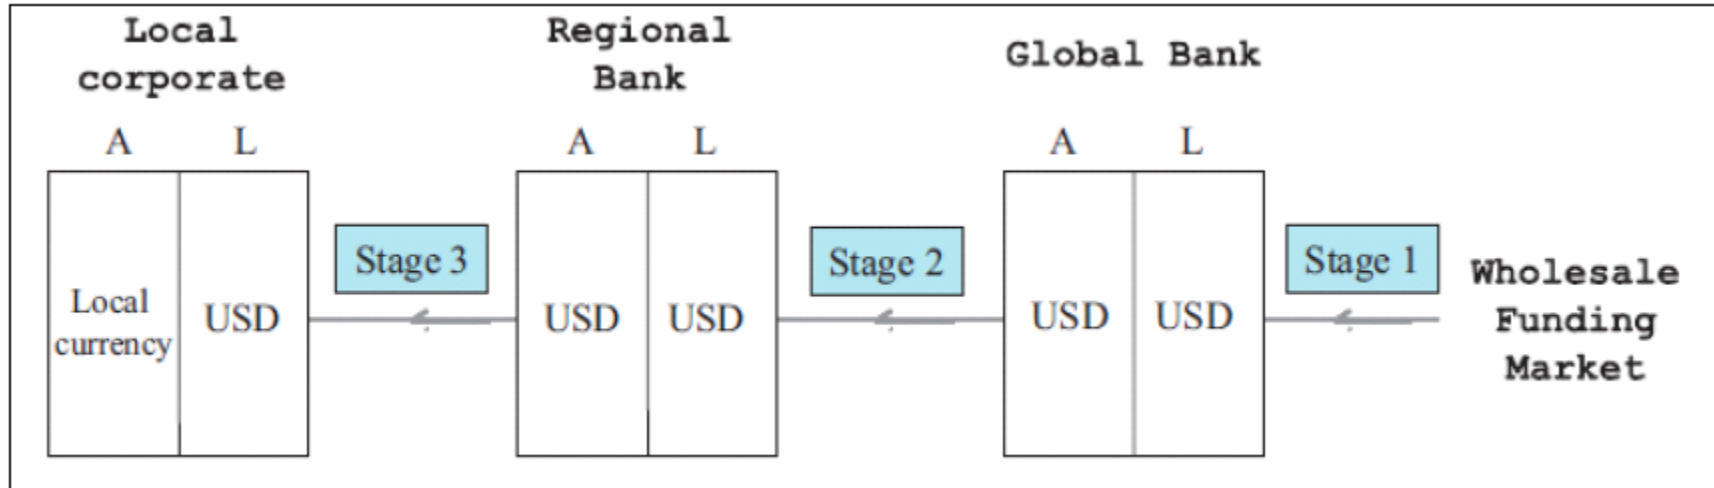 Local
corporate
Regional
Bank
Global Bank
A L
A L
A L
Local
currency
USD
Stage 3
USD
USD
Stage 2
USD
USD
Stage 1
Wholesale
Funding
Market